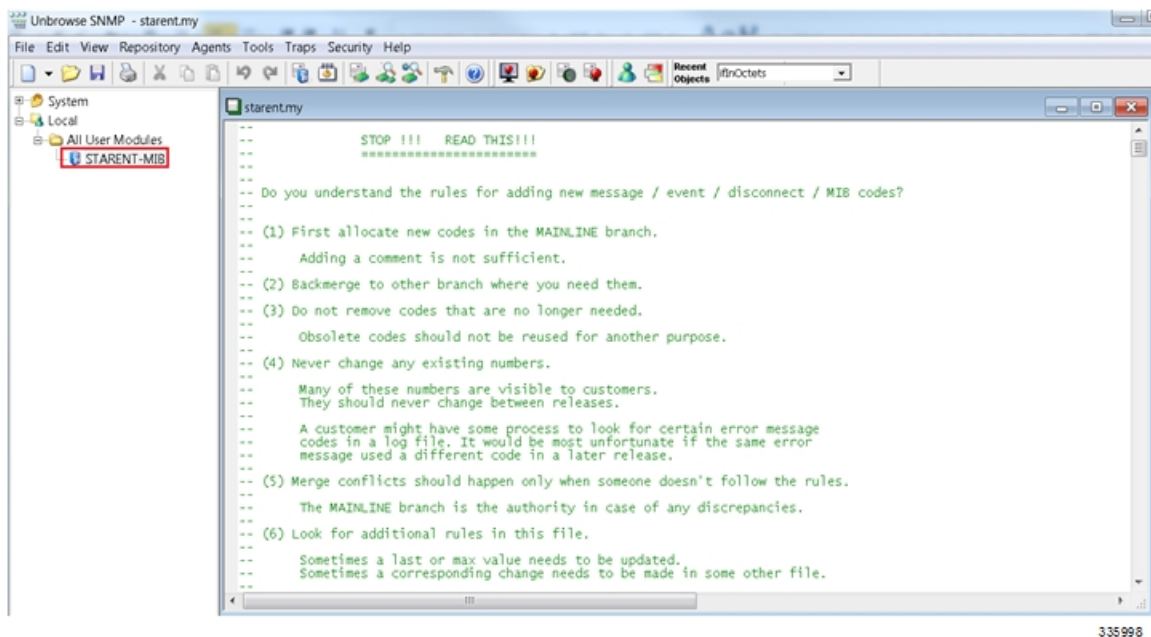 Unbrowse SNMP - starent.my
File Edit View Repository Agents Tools Traps Security Help
Recent Objects ifInOctets
System
Local
All User Modules
STARENT-MIB
starent.my
--
-- STOP !!! READ THIS!!!
-- =========================
--
--
-- Do you understand the rules for adding new message / event / disconnect / MIB codes?
--
--
-- (1) First allocate new codes in the MAINLINE branch.
--
-- Adding a comment is not sufficient.
--
-- (2) Backmerge to other branch where you need them.
--
-- (3) Do not remove codes that are no longer needed.
--
-- Obsolete codes should not be reused for another purpose.
--
-- (4) Never change any existing numbers.
--
-- Many of these numbers are visible to customers.
-- They should never change between releases.
--
-- A customer might have some process to look for certain error message
-- codes in a log file. It would be most unfortunate if the same error
-- message used a different code in a later release.
--
-- (5) Merge conflicts should happen only when someone doesn't follow the rules.
--
-- The MAINLINE branch is the authority in case of any discrepancies.
--
-- (6) Look for additional rules in this file.
--
-- Sometimes a last or max value needs to be updated.
-- Sometimes a corresponding change needs to be made in some other file.
--
335998